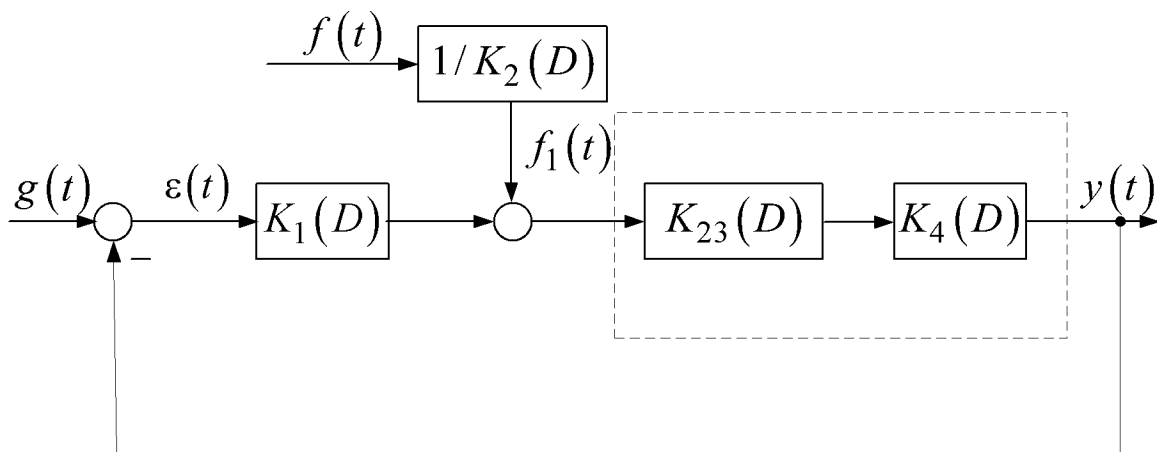 f(t)
1/K₂(D)
f₁(t)
g(t)
ε(t)
K₁(D)
K₂₃(D)
K₄(D)
y(t)
−